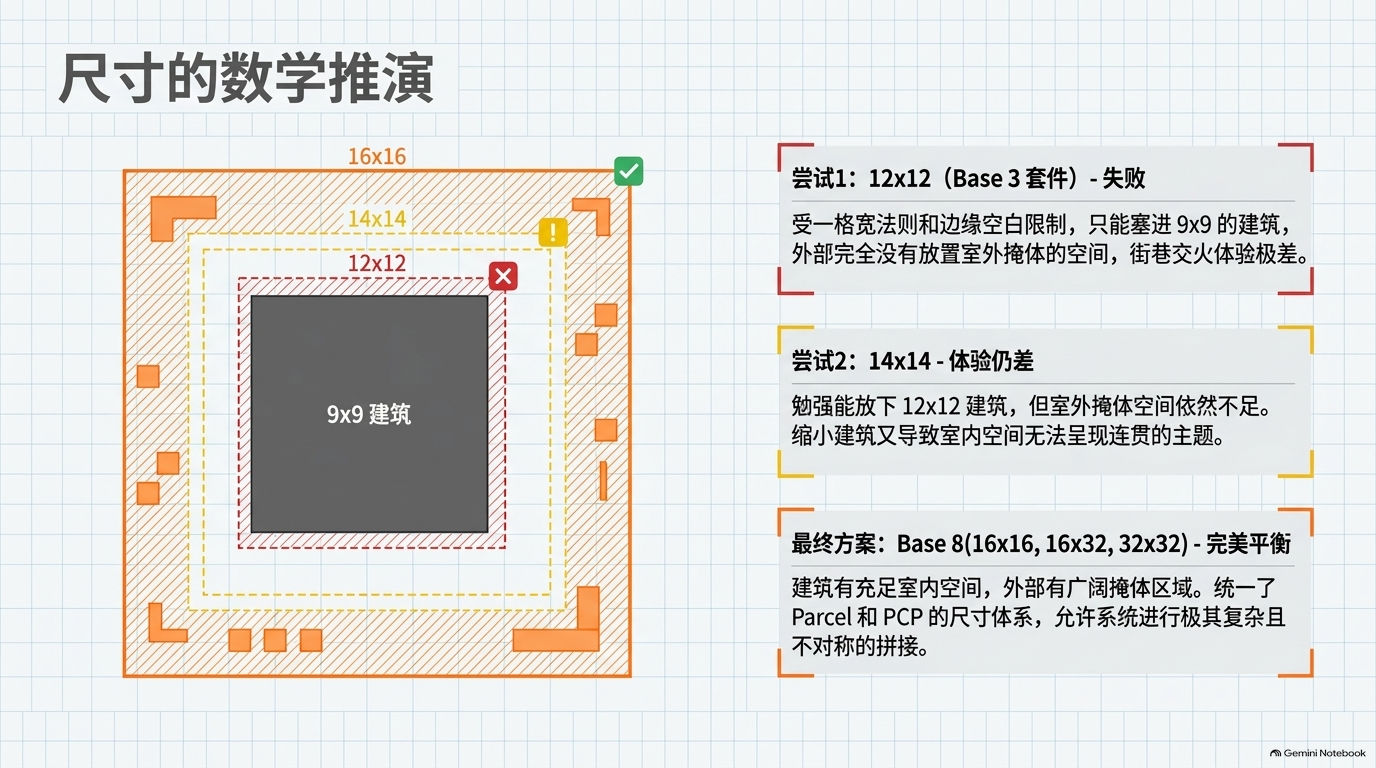 尺寸的数学推演
16x16
14x14
!
12x12
9x9 建筑
尝试1：12x12（Base 3 套件）- 失败
受一格宽法则和边缘空白限制，只能塞进 9x9 的建筑，
外部完全没有放置室外掩体的空间，街巷交火体验极差。
尝试2：14x14 - 体验仍差
勉强能放下 12x12 建筑，但室外掩体空间依然不足。
缩小建筑又导致室内空间无法呈现连贯的主题。
最终方案：Base 8(16x16, 16x32, 32x32) - 完美平衡
建筑有充足室内空间，外部有广阔掩体区域。统一了
Parcel 和 PCP 的尺寸体系，允许系统进行极其复杂且
不对称的拼接。
Gemini Notebook